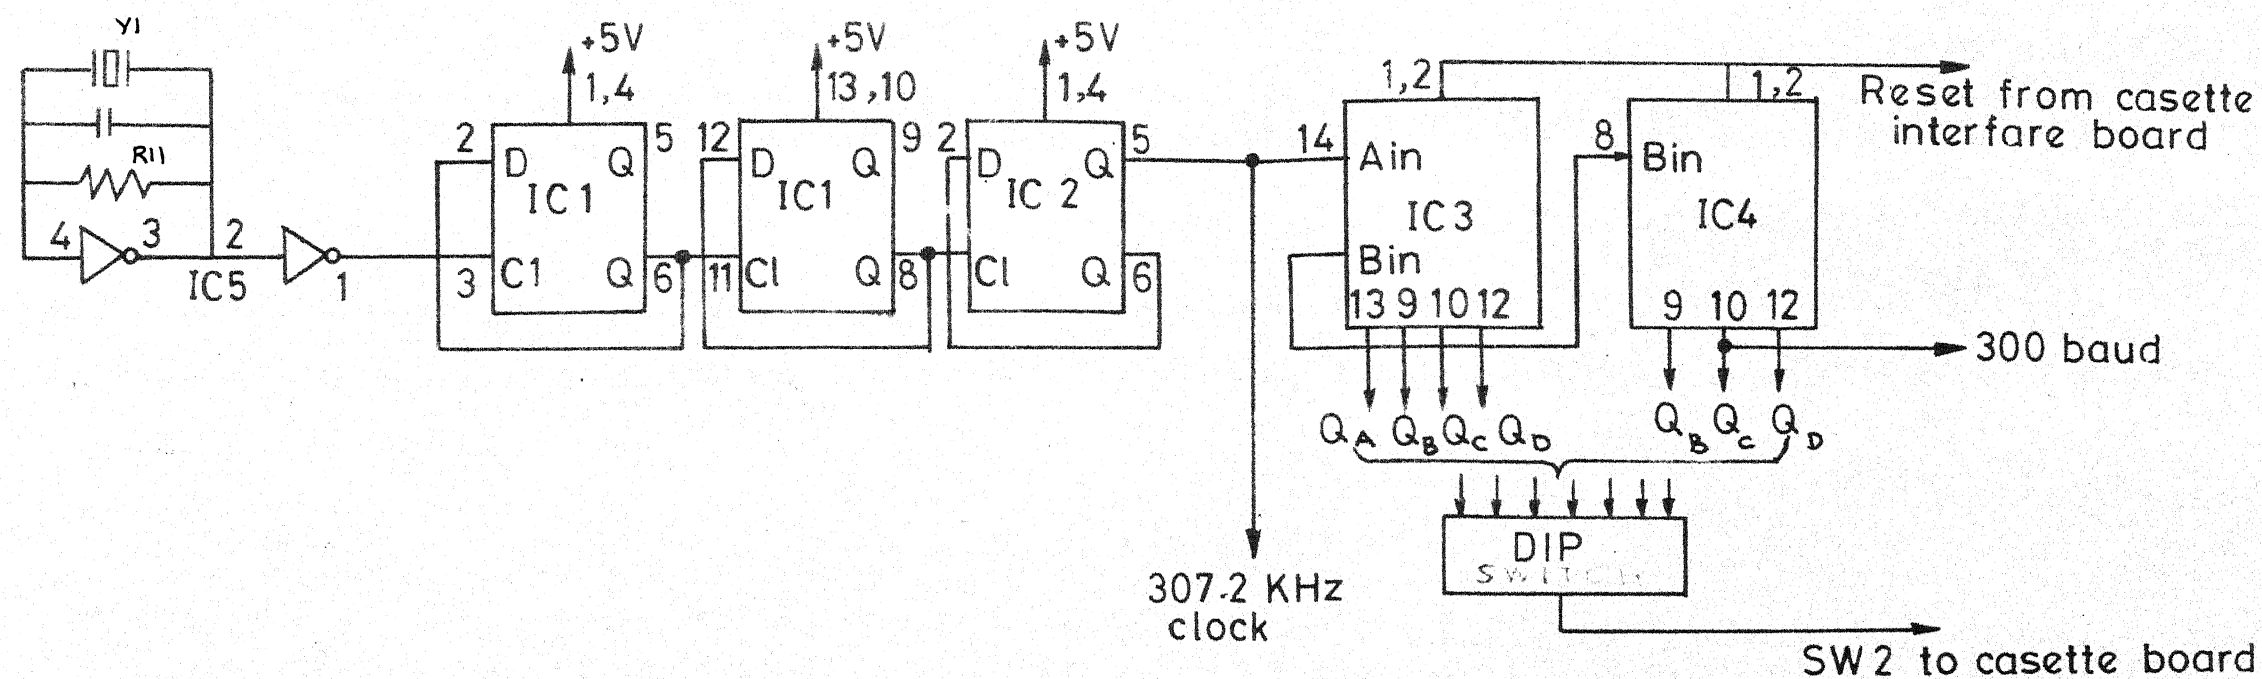 Y1
R11
4
3
2
IC5
1
+5V
1,4
2
5
D
Q
IC1
3
C1
Q
6
+5V
13,10
12
9
D
Q
IC1
11
Cl
Q
8
+5V
1,4
2
5
D
Q
IC 2
Cl
Q
6
307.2 KHz
clock
1,2
14
Ain
IC3
Bin
13 9 10 12
QA QB QC QD
1,2
8
Bin
IC4
9 10 12
QB QC QD
Reset from casette
interfare board
300 baud
DIP
SWITCH
SW2 to casette board